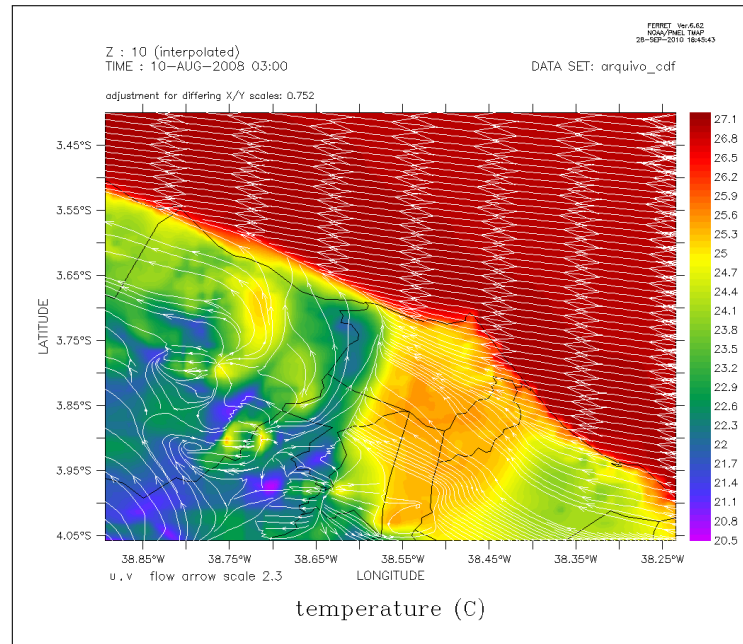 FERRET Ver.6.62
NOAA/PMEL TMAP
28-SEP-2010 16:45:43
Z : 10 (interpolated)
TIME : 10-AUG-2008 03:00
DATA SET: arquivo_cdf
adjustment for differing X/Y scales: 0.752
3.45°S
3.55°S
3.65°S
3.75°S
3.85°S
3.95°S
4.05°S
LATITUDE
27.1
26.8
26.5
26.2
25.9
25.6
25.3
25.0
24.7
24.4
24.1
23.8
23.5
23.2
22.9
22.6
22.3
22.0
21.7
21.4
21.1
20.8
20.5
38.85°W 38.75°W 38.65°W 38.55°W 38.45°W 38.35°W 38.25°W
LONGITUDE
u,v flow arrow scale 2.3
temperature (C)